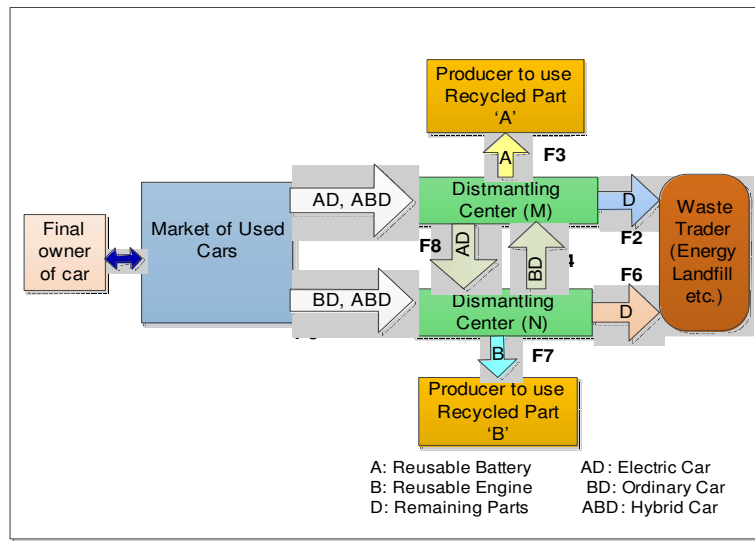 Producer to use
Recycled Part
‘A’
A
F3
AD, ABD
Distmantling
Center (M)
D
F2
Final
owner
of car
Market of Used
Cars
F8
AD
BD
Waste
Trader
(Energy
Landfill
etc.)
F6
BD, ABD
Dismantling
Center (N)
D
B
F7
Producer to use
Recycled Part
‘B’
A: Reusable Battery AD: Electric Car
B: Reusable Engine BD: Ordinary Car
D: Remaining Parts ABD: Hybrid Car